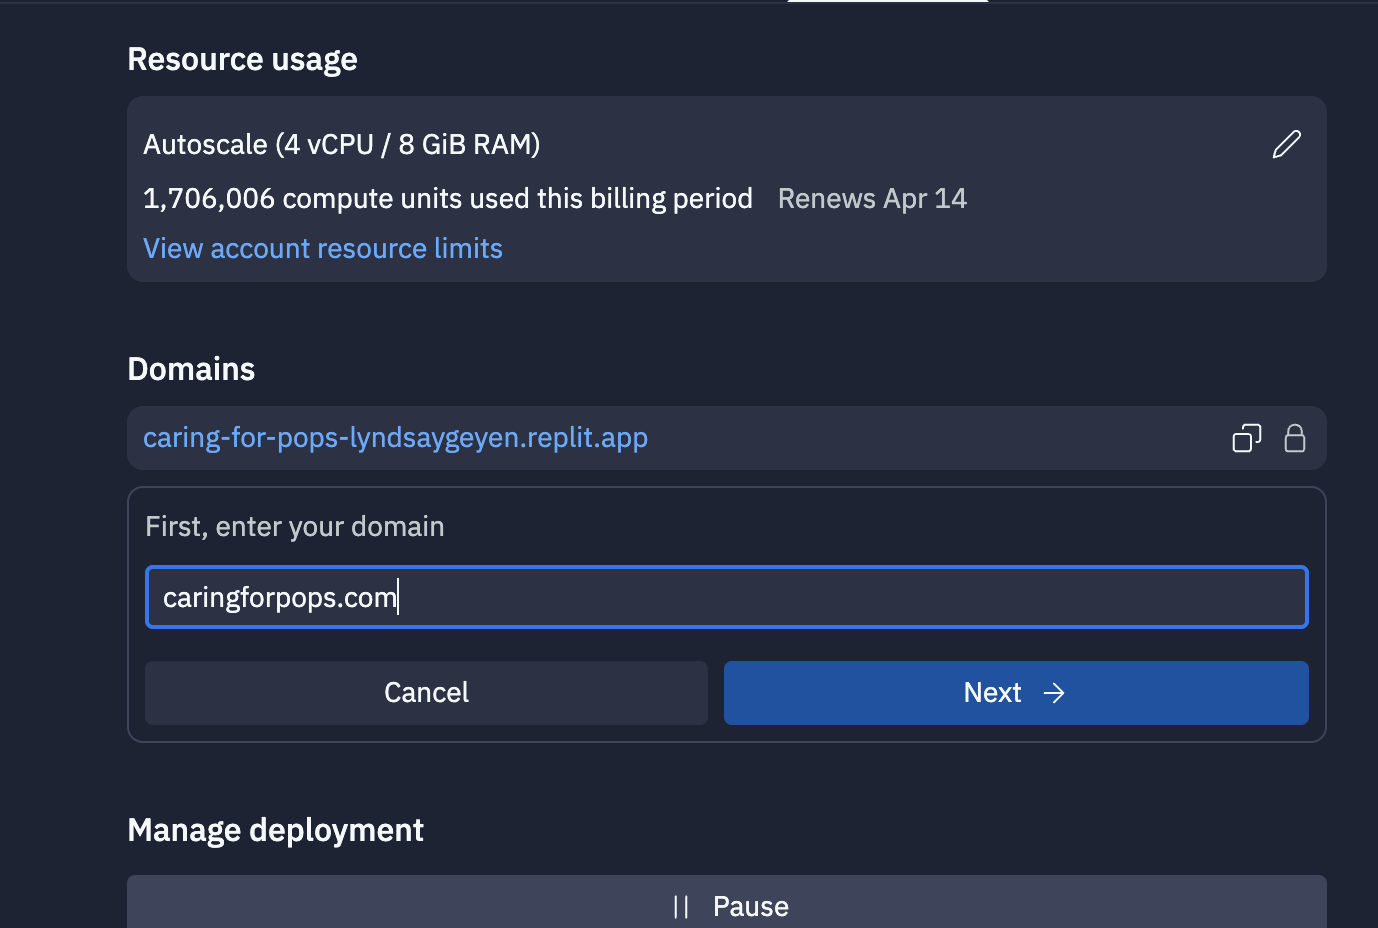 Resource usage
Autoscale (4 vCPU / 8 GiB RAM)
1,706,006 compute units used this billing period Renews Apr 14
View account resource limits
Domains
caring-for-pops-lyndsaygeyen.replit.app
First, enter your domain
caringforpops.com
Cancel
Next →
Manage deployment
Pause